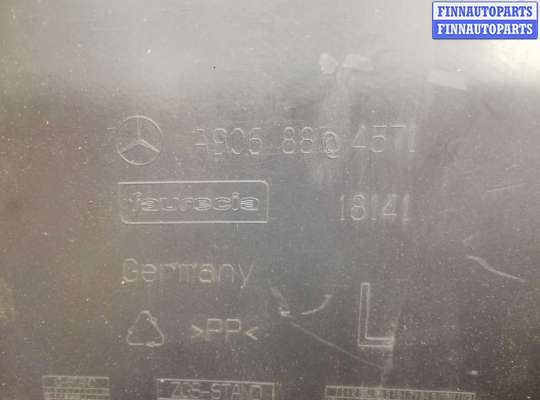 FINNAUTOPARTS
FINNAUTOPARTS
A906 880 4571
faurecia
18141
Germany
L
>PP<
ZGS-STAND